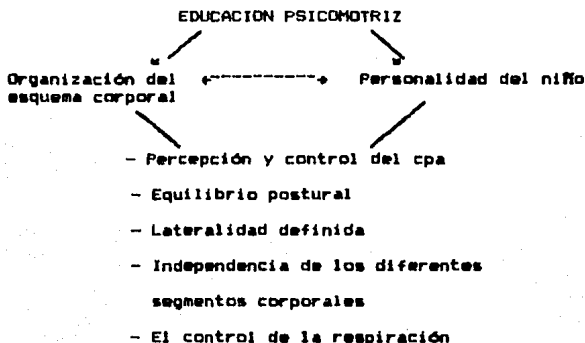 EDUCACION PSICOMOTRIZ
Organización del Personalidad del niño
esquema corporal
- Percepción y control del cpa
- Equilibrio postural
- Lateralidad definida
- Independencia de los diferentes
segmentos corporales
- El control de la respiración